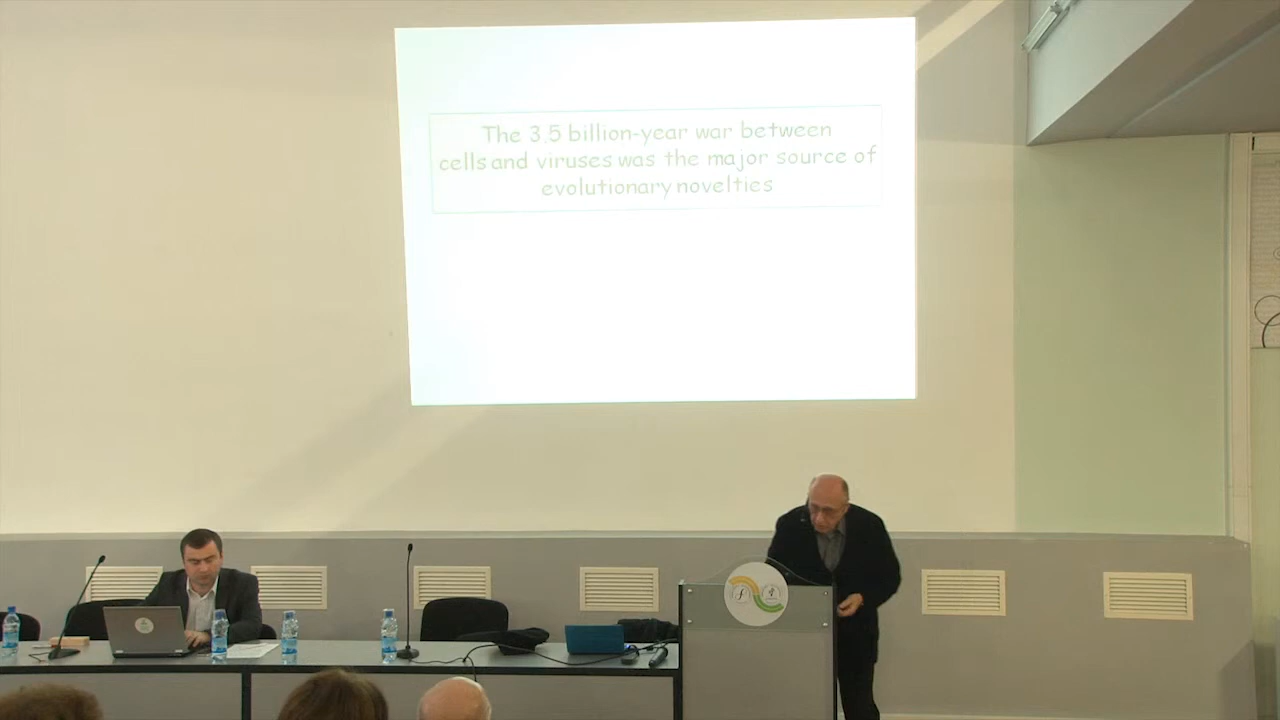 The 3.5 billion-year war between
cells and viruses was the major source of
evolutionary novelties